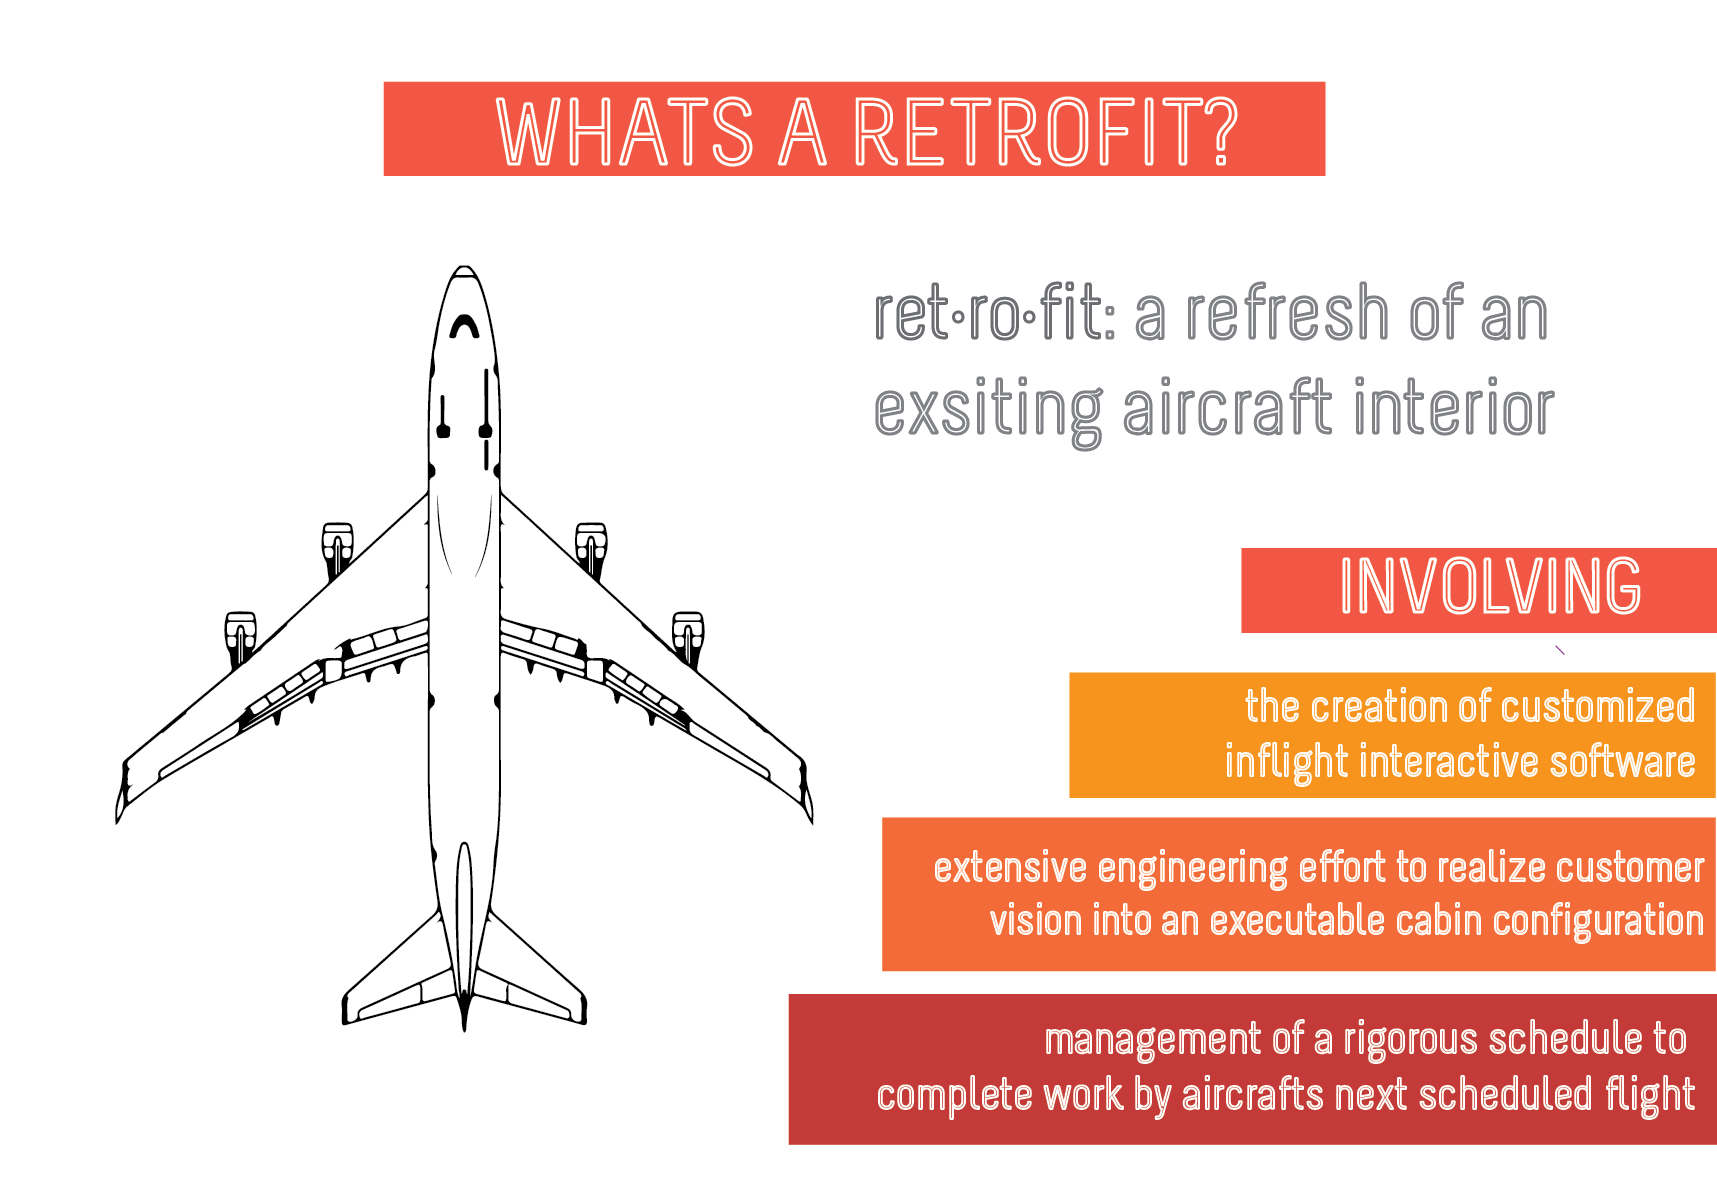 WHATS A RETROFIT?
ret•ro•fit: a refresh of an
exsiting aircraft interior
INVOLVING
the creation of customized
inflight interactive software
extensive engineering effort to realize customer
vision into an executable cabin configuration
management of a rigorous schedule to
complete work by aircrafts next scheduled flight